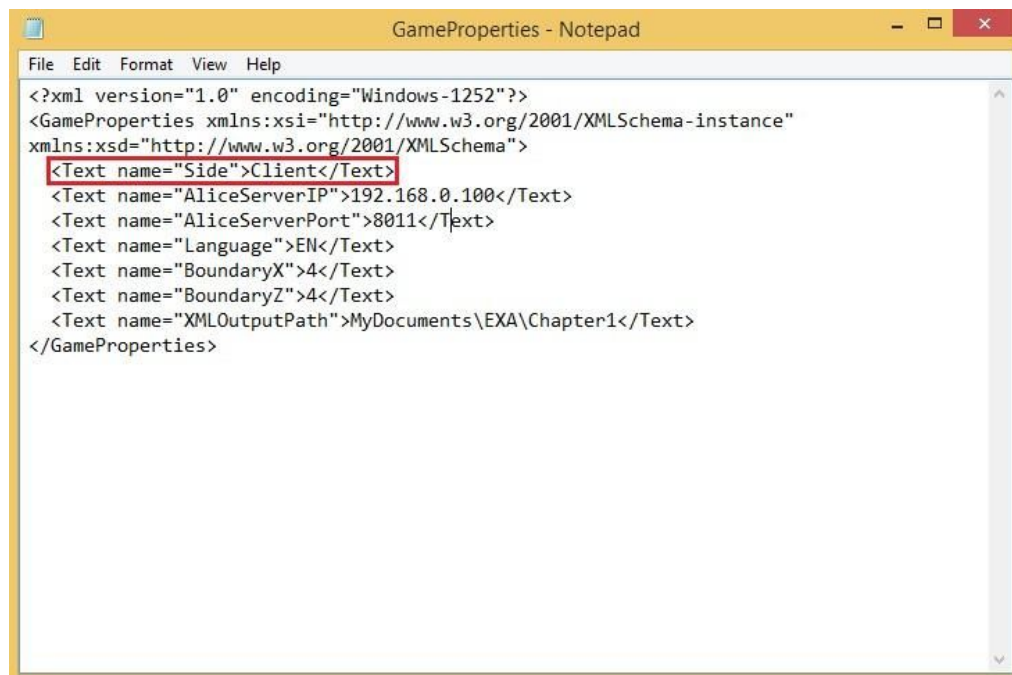 GameProperties - Notepad
File Edit Format View Help
<?xml version="1.0" encoding="Windows-1252"?>
<GameProperties xmlns:xsi="http://www.w3.org/2001/XMLSchema-instance"
xmlns:xsd="http://www.w3.org/2001/XMLSchema">
<Text name="Side">Client</Text>
<Text name="AliceServerIP">192.168.0.100</Text>
<Text name="AliceServerPort">8011</Text>
<Text name="Language">EN</Text>
<Text name="BoundaryX">4</Text>
<Text name="BoundaryZ">4</Text>
<Text name="XMLOutputPath">MyDocuments\EXA\Chapter1</Text>
</GameProperties>